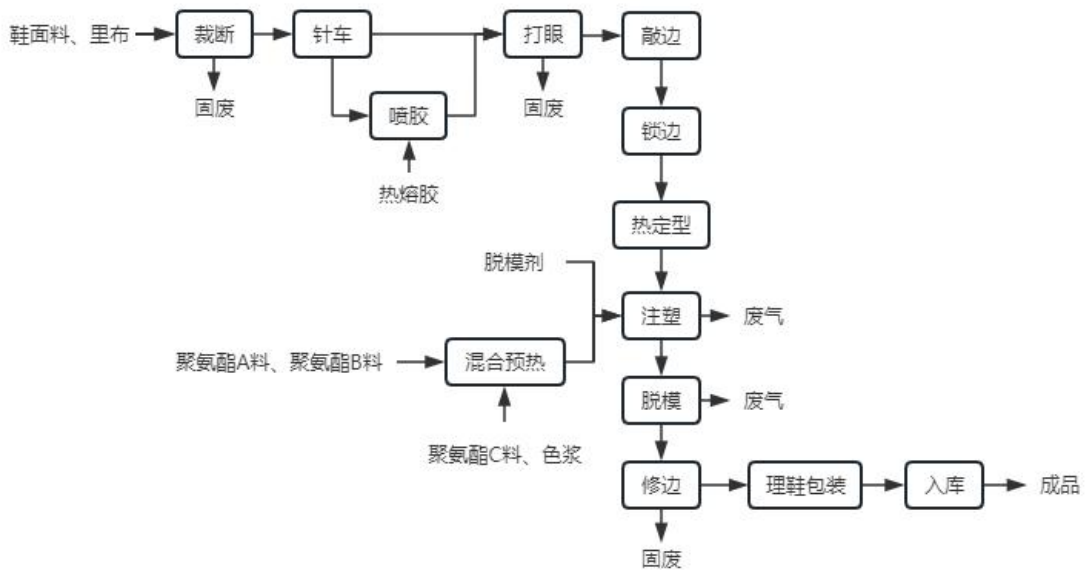 鞋面料、里布
裁断
针车
打眼
敲边
固废
喷胶
固废
锁边
热熔胶
热定型
脱模剂
注塑
废气
聚氨酯A料、聚氨酯B料
混合预热
脱模
废气
聚氨酯C料、色浆
修边
理鞋包装
入库
成品
固废